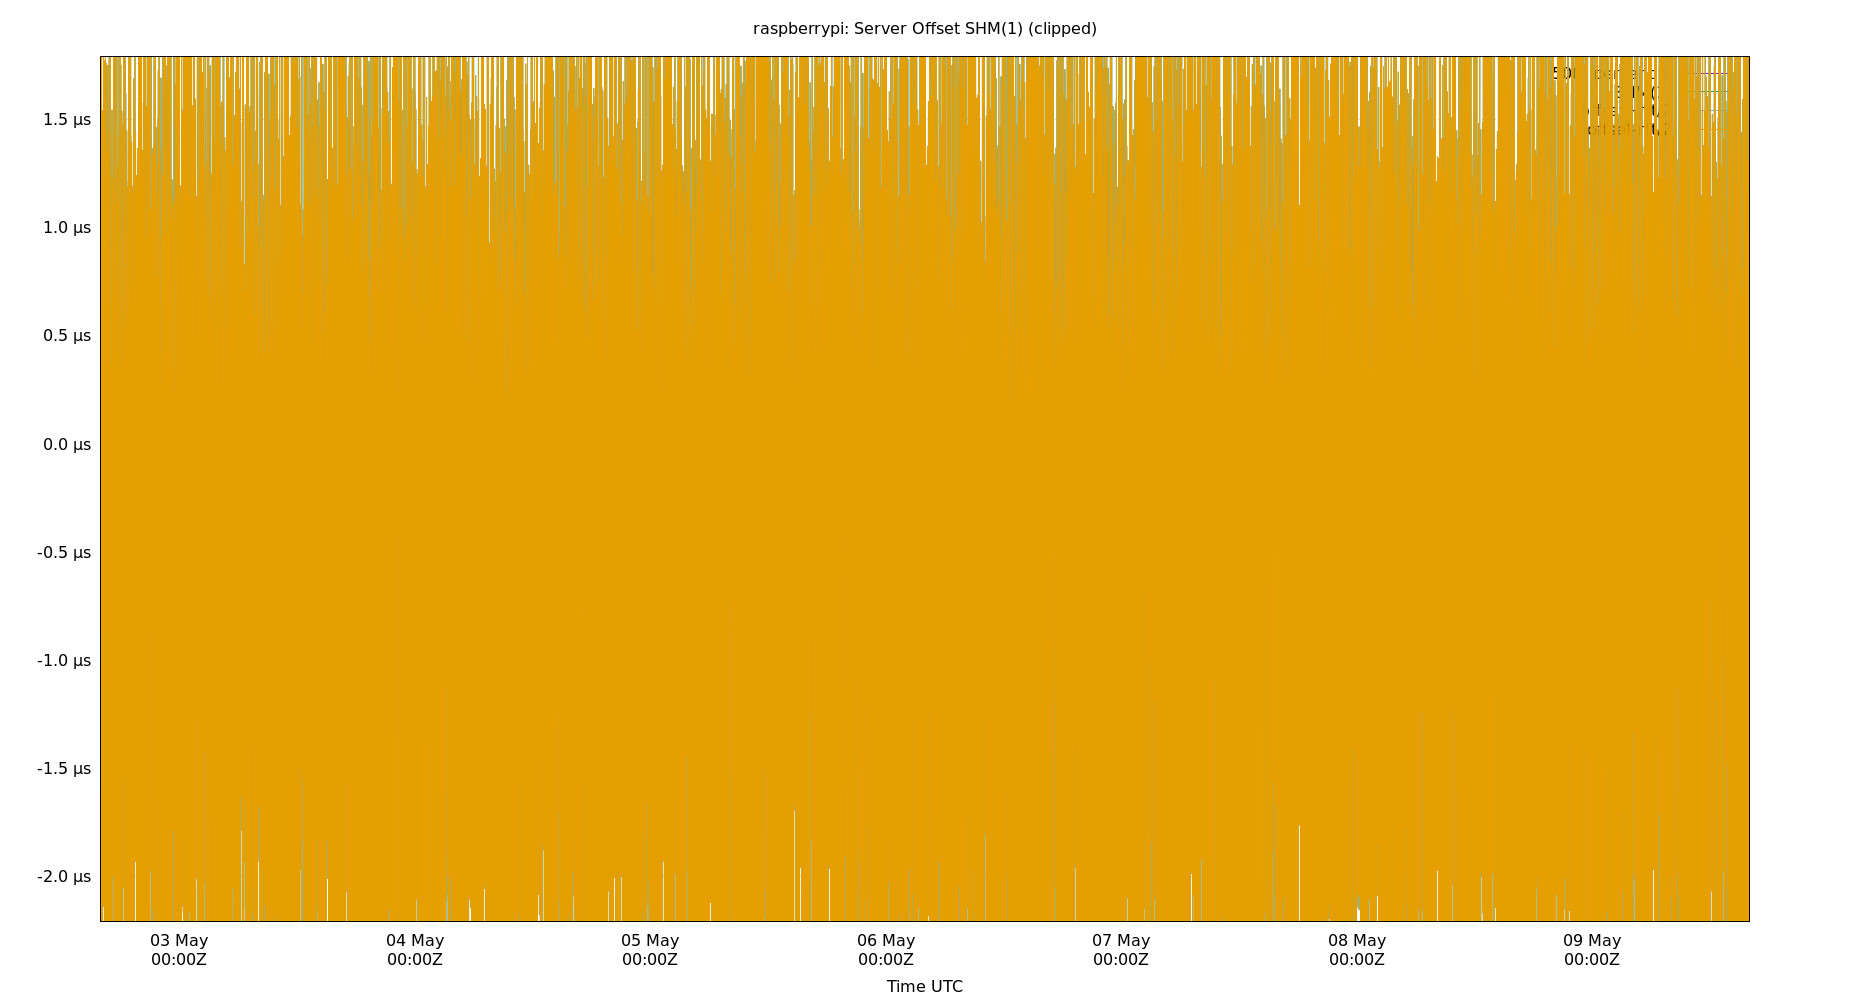 raspberrypi: Server Offset SHM(1) (clipped)
1.5 µs
1.0 µs
0.5 µs
0.0 µs
-0.5 µs
-1.0 µs
-1.5 µs
-2.0 µs
03 May 04 May 05 May 06 May 07 May 08 May 09 May
00:00Z 00:00Z 00:00Z 00:00Z 00:00Z 00:00Z 00:00Z
Time UTC